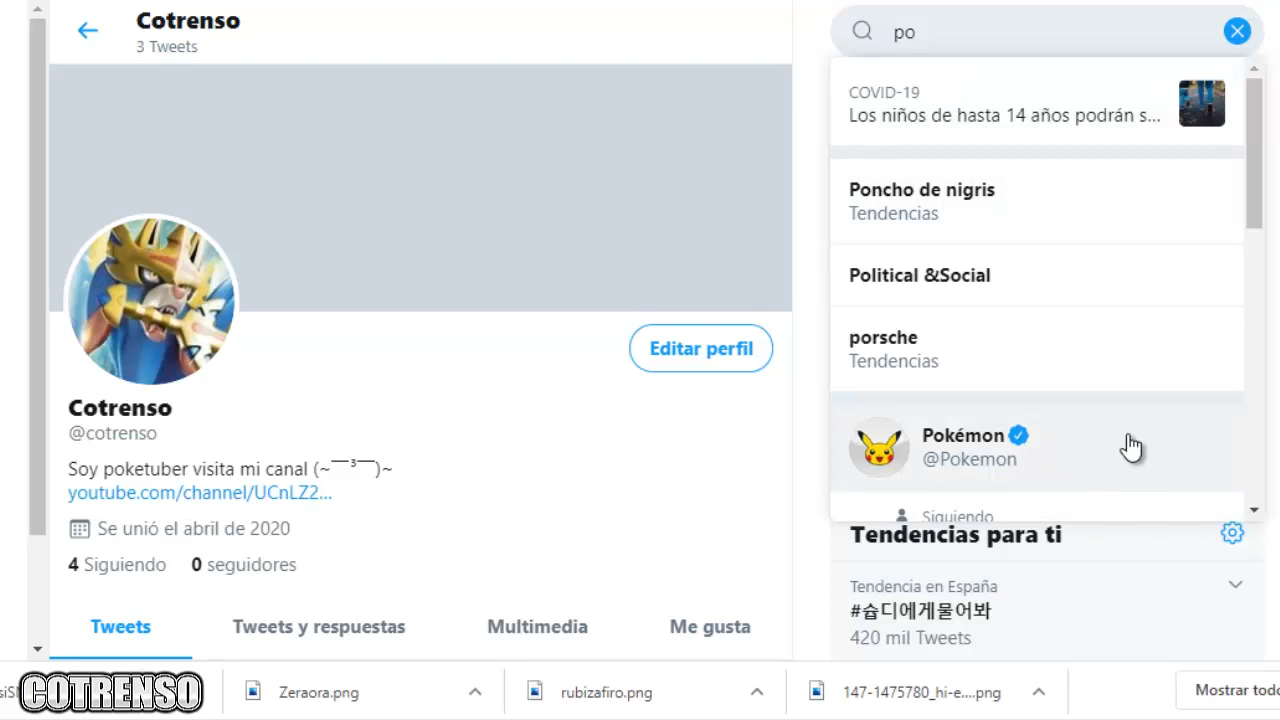 Cotrenso
3 Tweets
Cotrenso
@cotrenso
Editar perfil
Soy poketuber visita mi canal (~￣³￣)~
youtube.com/channel/UCnLZ2...
Se unió el abril de 2020
4 Siguiendo 0 seguidores
Tweets Tweets y respuestas Multimedia Me gusta
po
COVID-19
Los niños de hasta 14 años podrán s...
Poncho de nigris
Tendencias
Political &Social
porsche
Tendencias
Pokémon
@Pokemon
Siguiendo
Tendencias para ti
Tendencia en España
#슙디에게물어봐
420 mil Tweets
COTRENSO
Zeraora.png
rubizafiro.png
147-1475780_hi-e....png
Mostrar todo